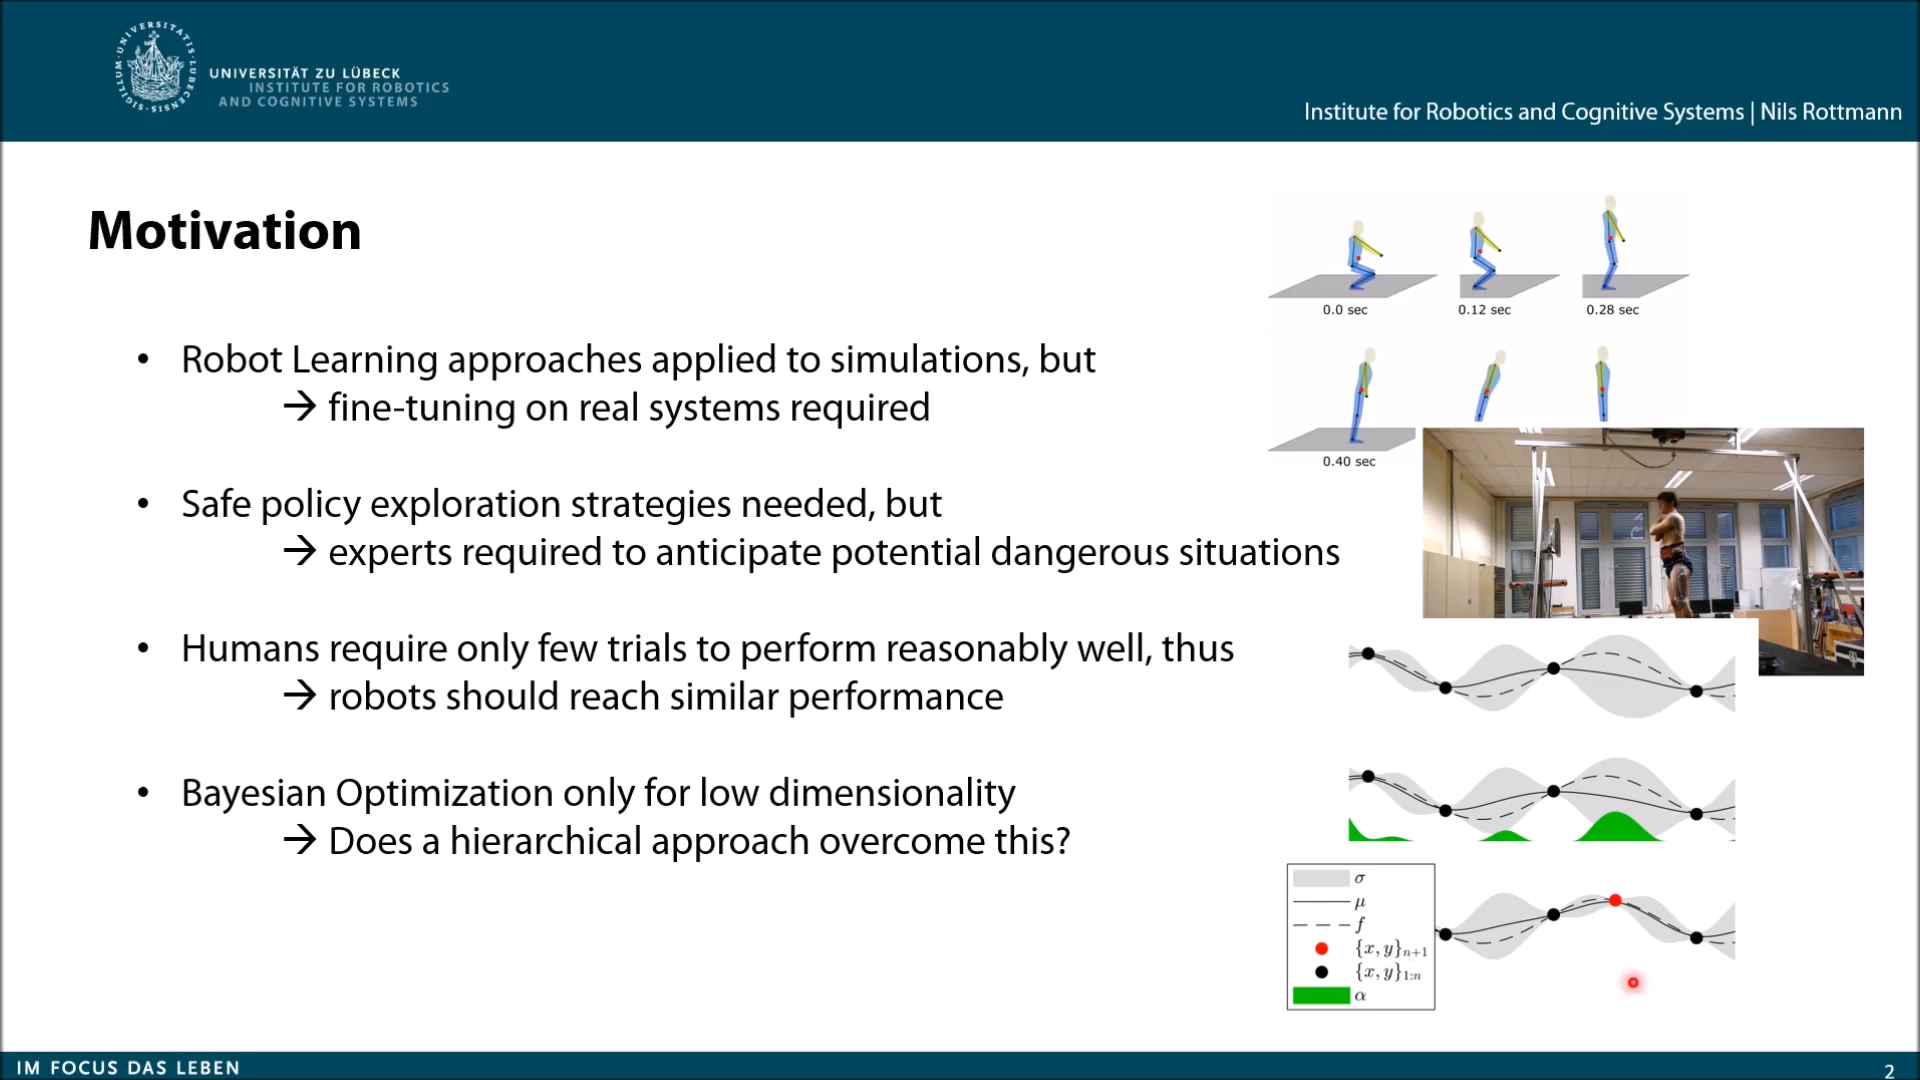 SIGILLUM·UNIVERSITATIS·LUBECENSIS
UNIVERSITÄT ZU LÜBECK
INSTITUTE FOR ROBOTICS
AND COGNITIVE SYSTEMS
Institute for Robotics and Cognitive Systems | Nils Rottmann
Motivation
• Robot Learning approaches applied to simulations, but
→ fine-tuning on real systems required
• Safe policy exploration strategies needed, but
→ experts required to anticipate potential dangerous situations
• Humans require only few trials to perform reasonably well, thus
→ robots should reach similar performance
• Bayesian Optimization only for low dimensionality
→ Does a hierarchical approach overcome this?
0.0 sec 0.12 sec 0.28 sec
0.40 sec
σ
μ
f
{x, y}n+1
{x, y}1:n
α
IM FOCUS DAS LEBEN
2